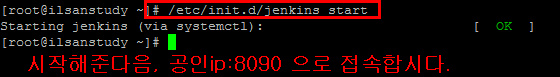 [root@ilsanstudy ~]# /etc/init.d/jenkins start
Starting jenkins (via systemctl):                          [  OK  ]
[root@ilsanstudy ~]#
시작해준다음, 공인ip:8090 으로 접속합시다.